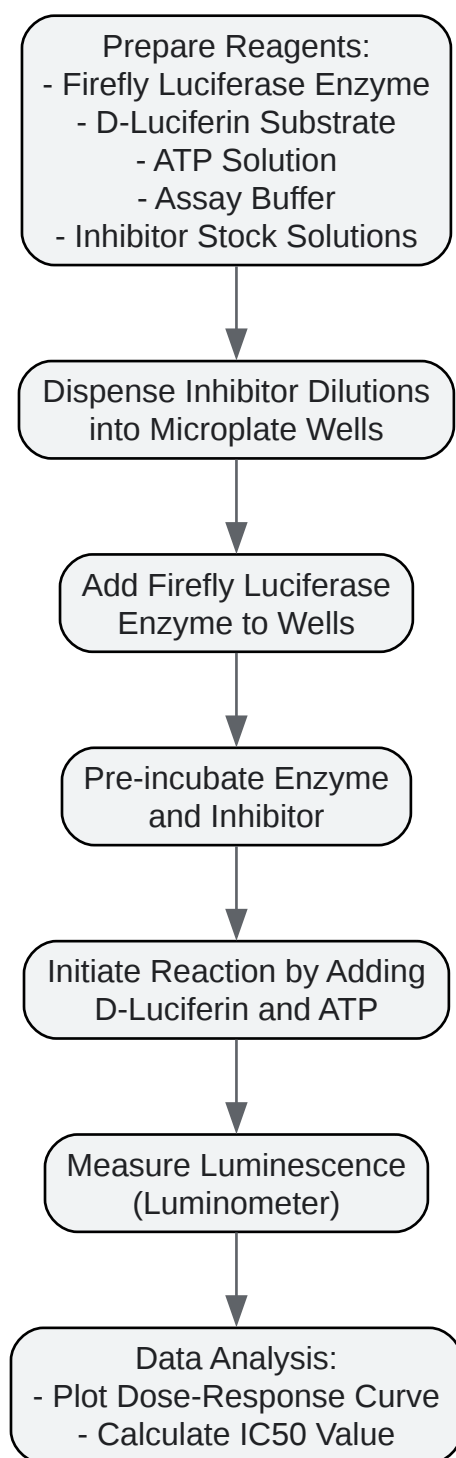 Prepare Reagents:
- Firefly Luciferase Enzyme
- D-Luciferin Substrate
- ATP Solution
- Assay Buffer
- Inhibitor Stock Solutions
Dispense Inhibitor Dilutions
into Microplate Wells
Add Firefly Luciferase
Enzyme to Wells
Pre-incubate Enzyme
and Inhibitor
Initiate Reaction by Adding
D-Luciferin and ATP
Measure Luminescence
(Luminometer)
Data Analysis:
- Plot Dose-Response Curve
- Calculate IC50 Value